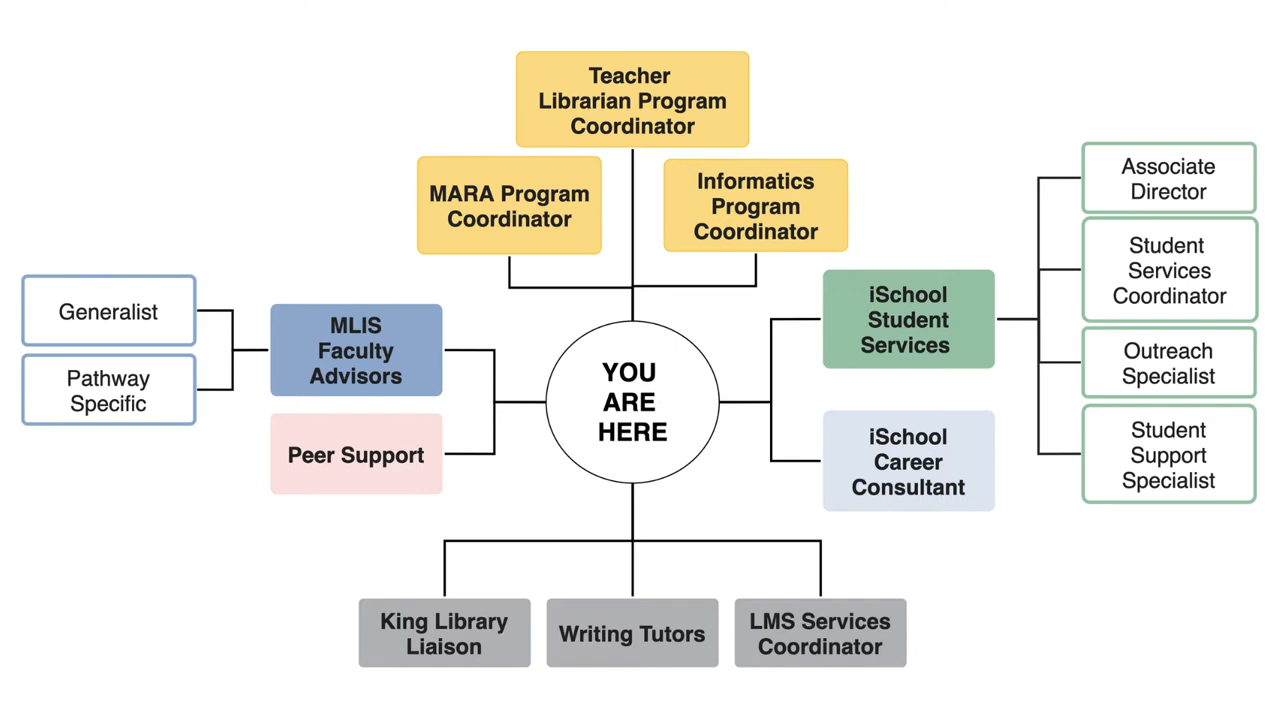 Teacher
Librarian Program
Coordinator
MARA Program
Coordinator
Informatics
Program
Coordinator
Associate
Director
Student
Services
Coordinator
Outreach
Specialist
Student
Support
Specialist
iSchool
Student
Services
iSchool
Career
Consultant
Generalist
Pathway
Specific
MLIS
Faculty
Advisors
Peer Support
YOU
ARE
HERE
King Library
Liaison
Writing Tutors
LMS Services
Coordinator